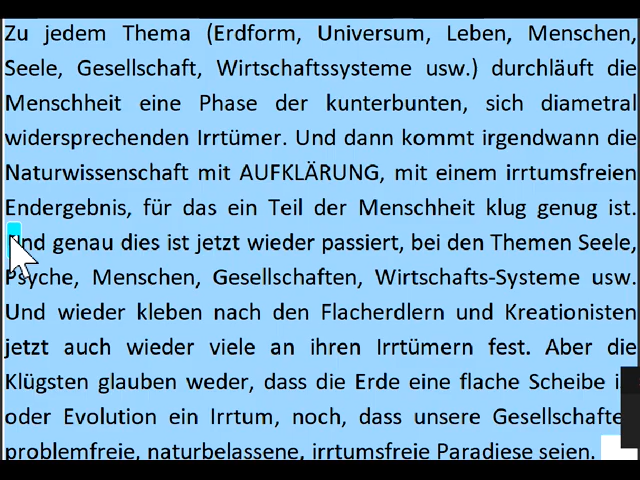 Zu jedem Thema (Erdform, Universum, Leben, Menschen,
Seele, Gesellschaft, Wirtschaftssysteme usw.) durchläuft die
Menschheit eine Phase der kunterbunten, sich diametral
widersprechenden Irrtümer. Und dann kommt irgendwann die
Naturwissenschaft mit AUFKLÄRUNG, mit einem irrtumsfreien
Endergebnis, für das ein Teil der Menschheit klug genug ist.
Und genau dies ist jetzt wieder passiert, bei den Themen Seele,
Psyche, Menschen, Gesellschaften, Wirtschafts-Systeme usw.
Und wieder kleben nach den Flacherdlern und Kreationisten
jetzt auch wieder viele an ihren Irrtümern fest. Aber die
Klügsten glauben weder, dass die Erde eine flache Scheibe
oder Evolution ein Irrtum, noch, dass unsere Gesellschaften
problemfreie, naturbelassene, irrtumsfreie Paradiese seien.